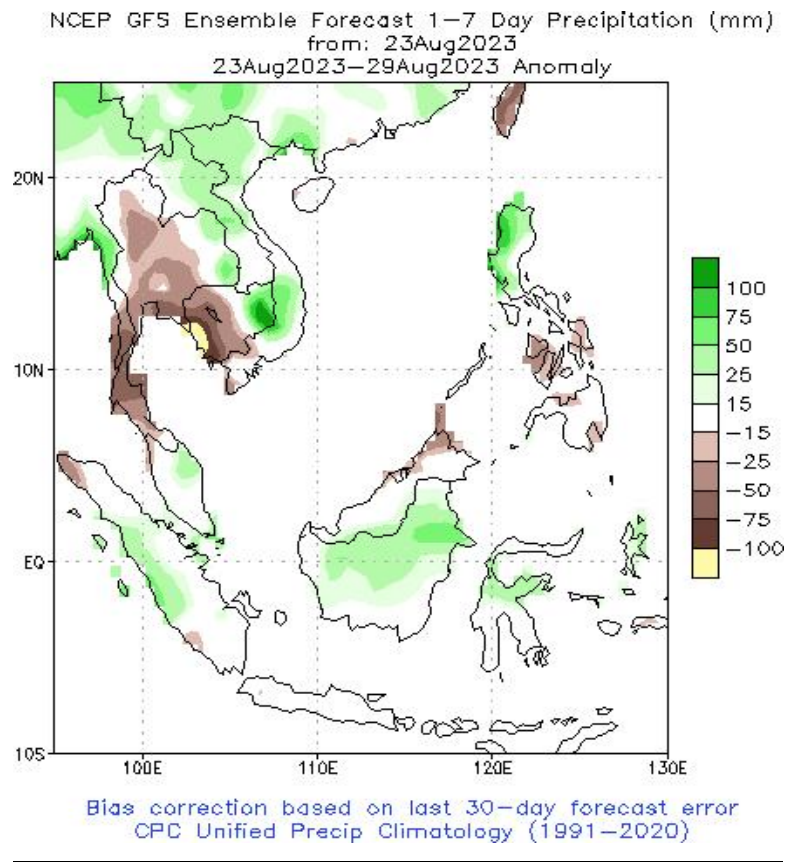 NCEP GFS Ensemble Forecast 1−7 Day Precipitation (mm)
from: 23Aug2023
23Aug2023−29Aug2023 Anomaly
20N
10N
EQ
10S
100E
110E
120E
130E
100
75
50
25
15
−15
−25
−50
−75
−100
Bias correction based on last 30−day forecast error
CPC Unified Precip Climatology (1991−2020)